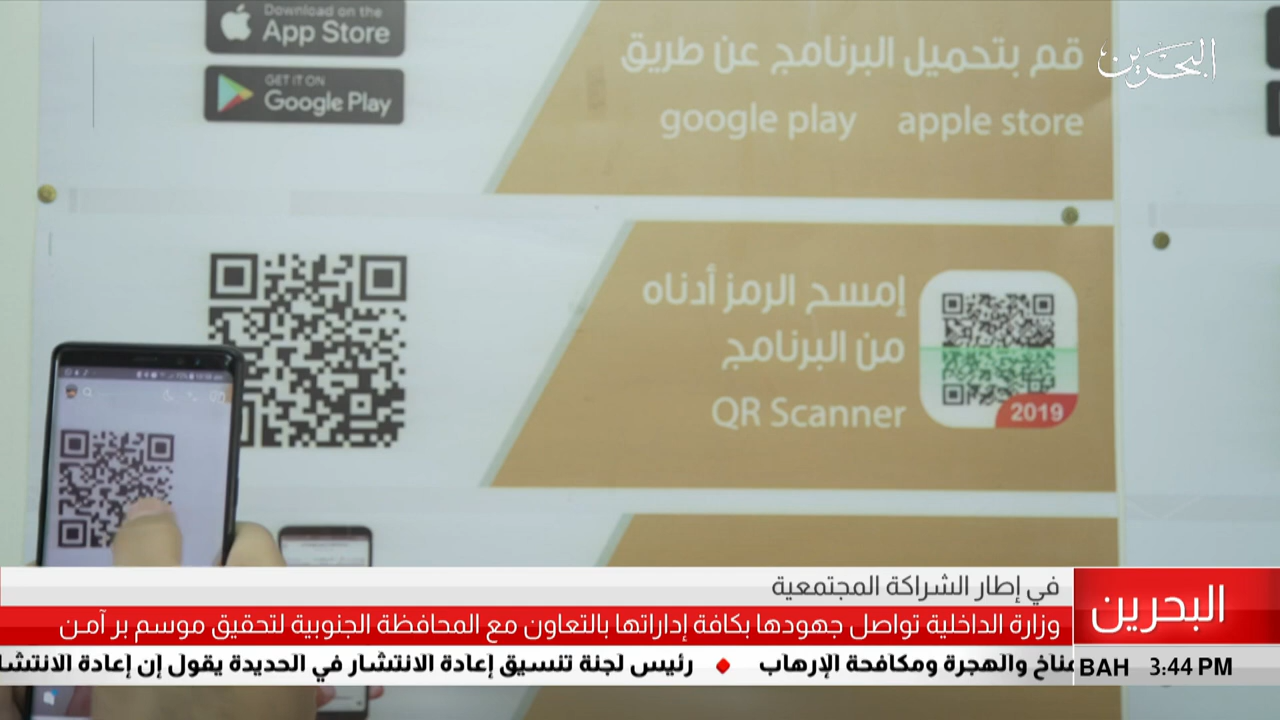 Download on the
App Store
GET IT ON
Google Play
قم بتحميل البرنامج عن طريق
google play    apple store
البحرين
إمسح الرمز أدناه
من البرنامج
QR Scanner
2019
في إطار الشراكة المجتمعية
وزارة الداخلية تواصل جهودها بكافة إداراتها بالتعاون مع المحافظة الجنوبية لتحقيق موسم بر آمن
البحرين
مناخ والهجرة ومكافحة الإرهاب ♦ رئيس لجنة تنسيق إعادة الانتشار في الحديدة يقول إن إعادة الانتشا
BAH 3:44 PM